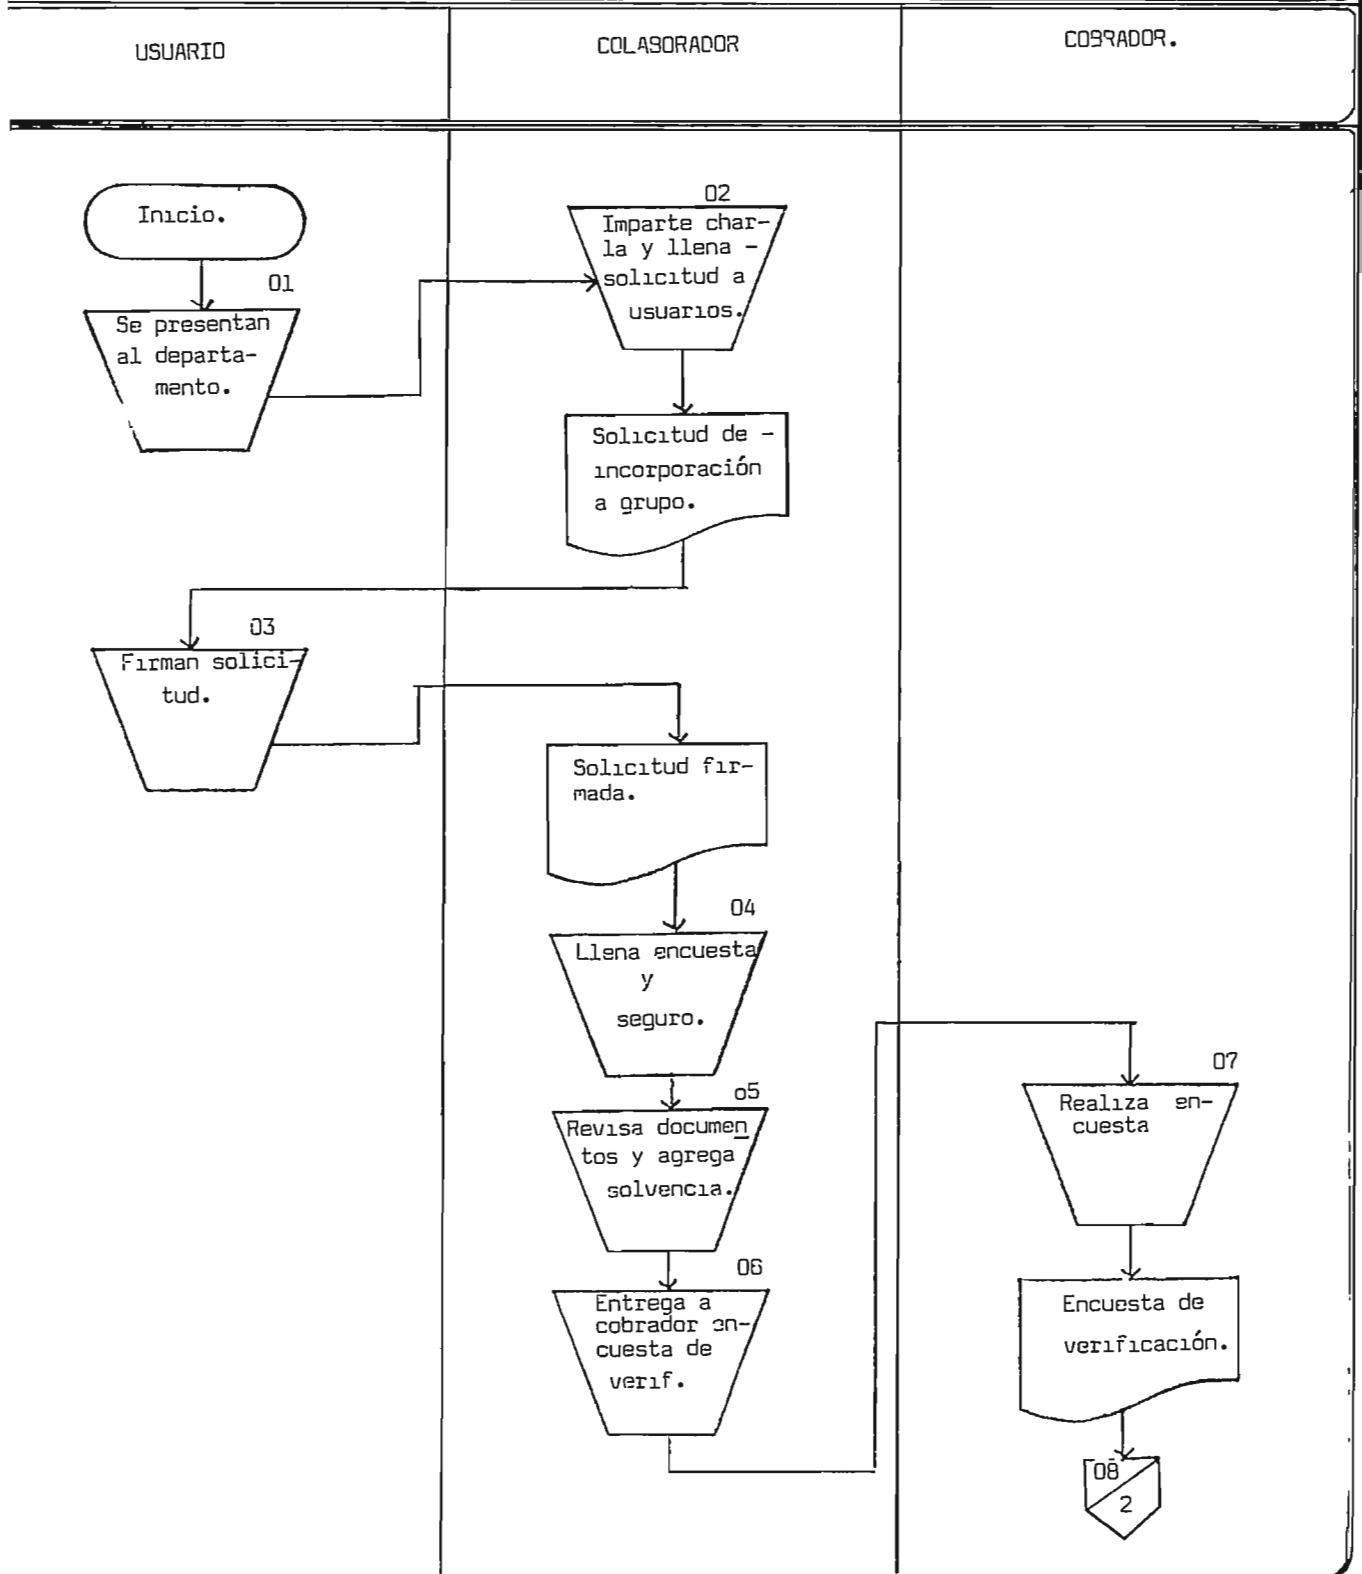 USUARIO
COLABORADOR
COBRADOR.
Inicio.
01
Se presentan
al departa-
mento.
02
Imparte char-
la y llena -
solicitud a
usuarios.
Solicitud de -
incorporación
a grupo.
03
Firman solici-
tud.
Solicitud fir-
mada.
04
Llena encuesta
y
seguro.
o5
Revisa documen
tos y agrega
solvencia.
06
Entrega a
cobrador en-
cuesta de
verif.
07
Realiza en-
cuesta
Encuesta de
verificación.
08
2